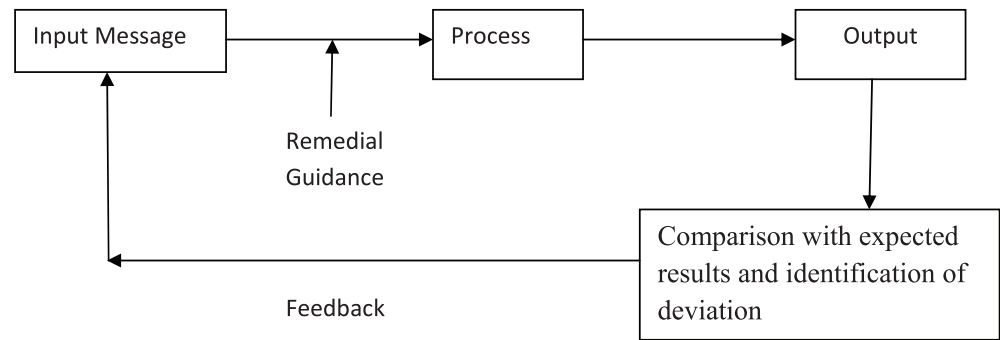 Input Message
Process
Output
Remedial
Guidance
Comparison with expected
results and identification of
deviation
Feedback